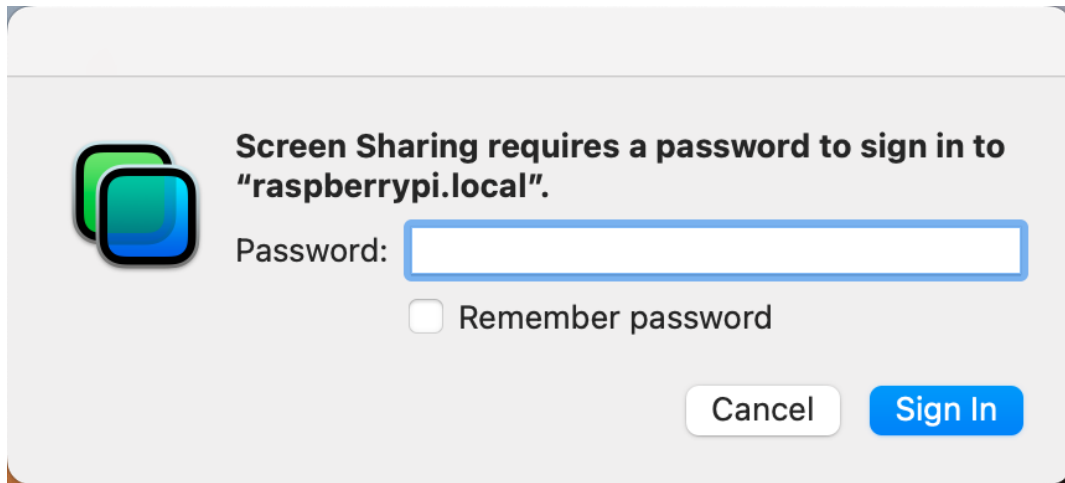 Screen Sharing requires a password to sign in to
“raspberrypi.local”.
Password:
Remember password
Cancel
Sign In